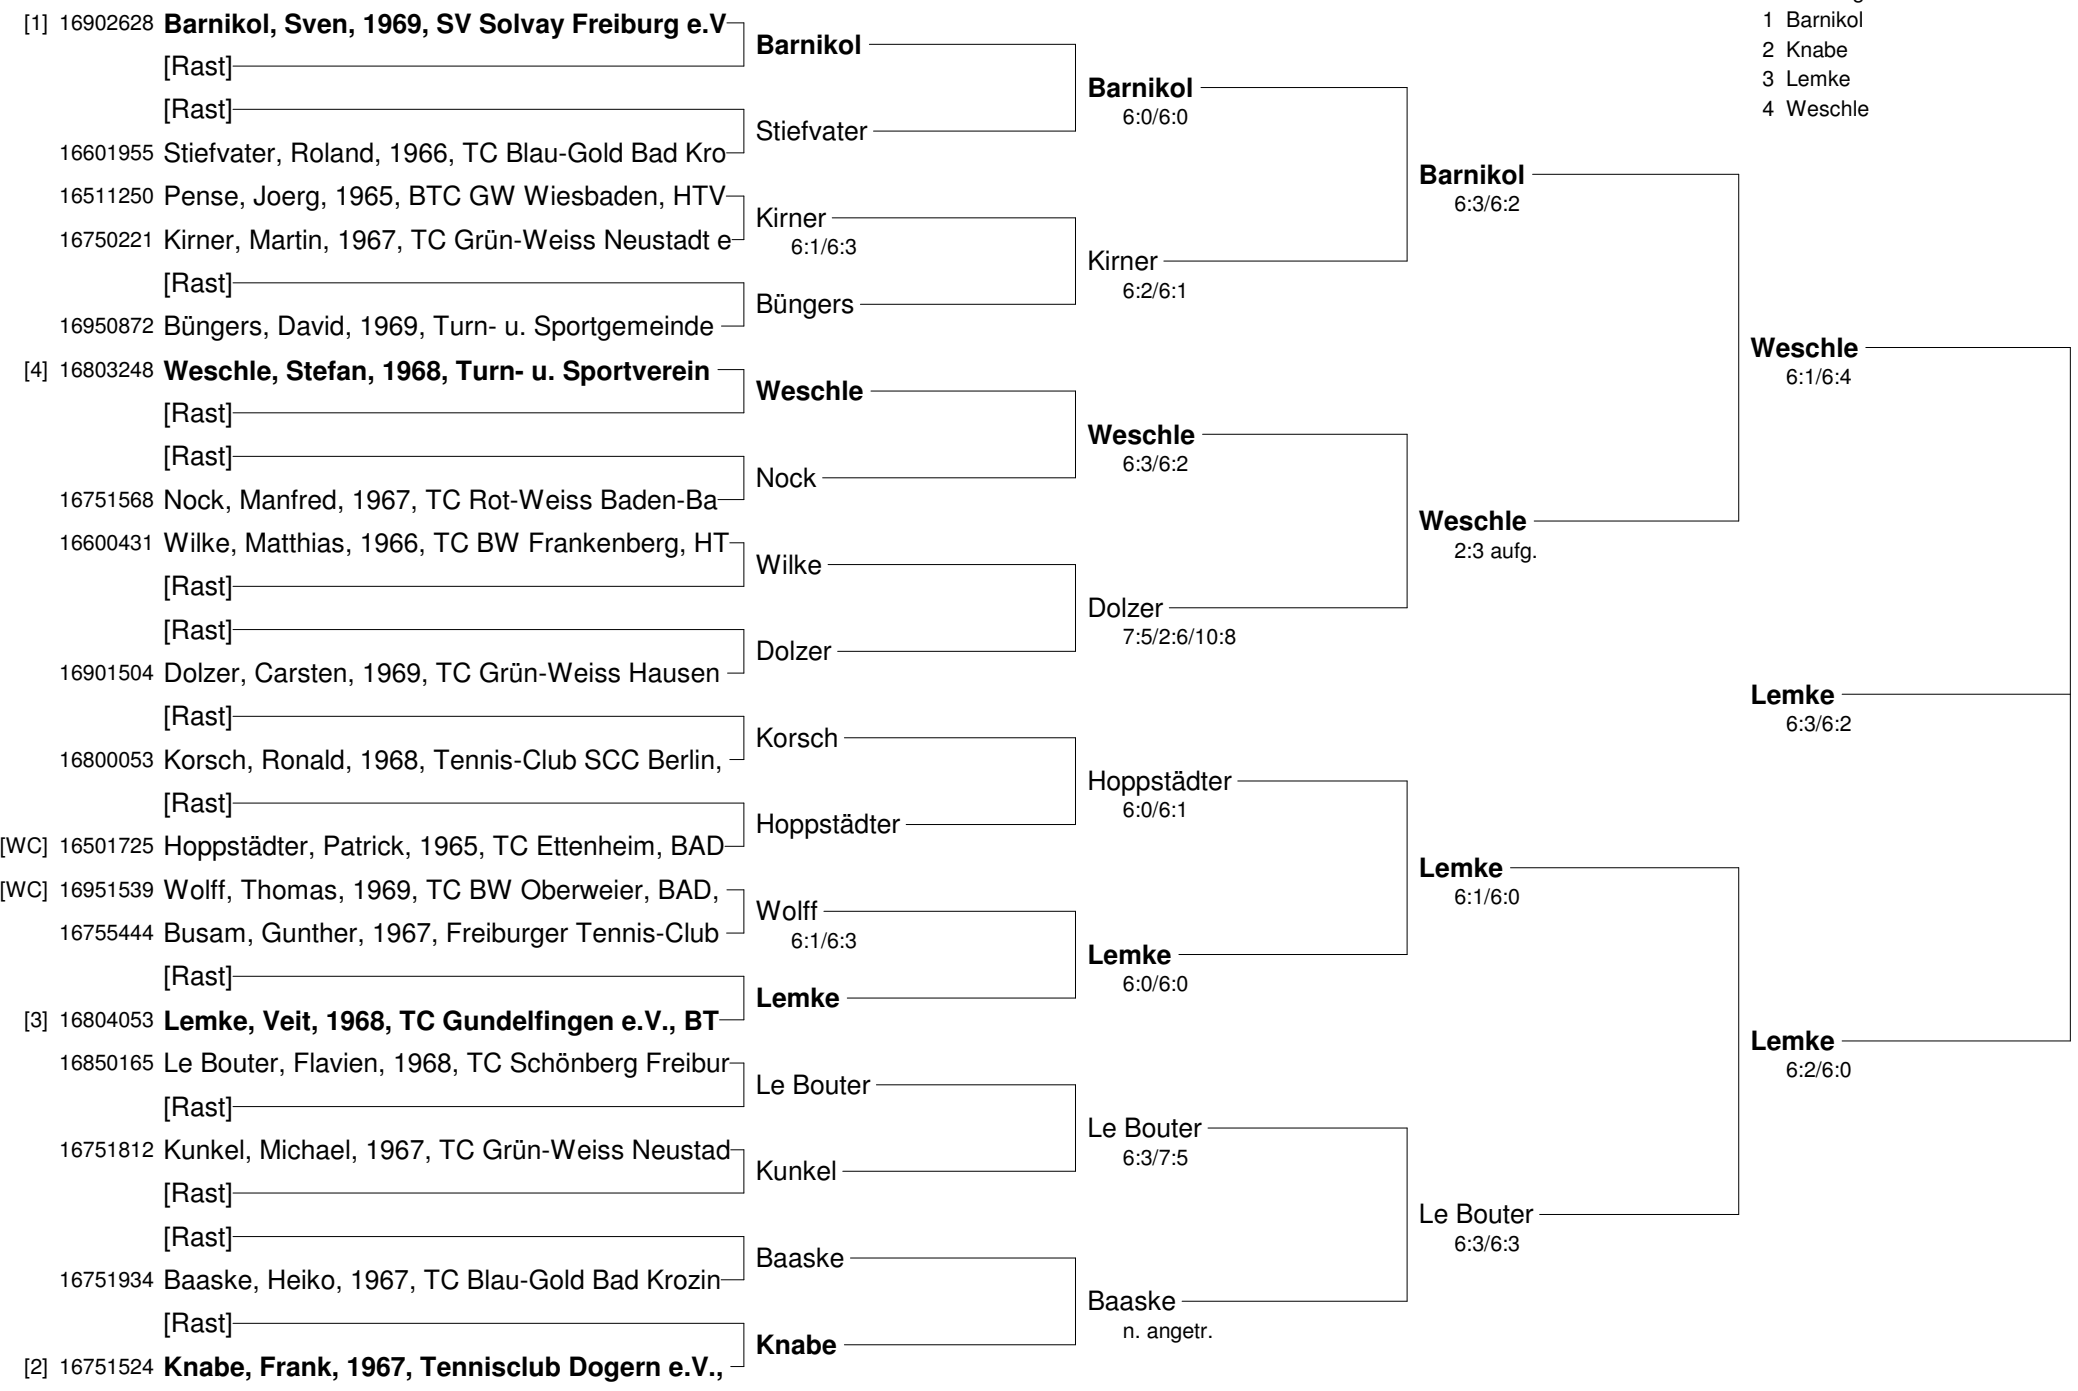 [1] 16902628 Barnikol, Sven, 1969, SV Solvay Freiburg e.V
[Rast]
[Rast]
16601955 Stiefvater, Roland, 1966, TC Blau-Gold Bad Kro
16511250 Pense, Joerg, 1965, BTC GW Wiesbaden, HTV
16750221 Kirner, Martin, 1967, TC Grün-Weiss Neustadt e
[Rast]
16950872 Büngers, David, 1969, Turn- u. Sportgemeinde
[4] 16803248 Weschle, Stefan, 1968, Turn- u. Sportverein
[Rast]
[Rast]
16751568 Nock, Manfred, 1967, TC Rot-Weiss Baden-Ba
16600431 Wilke, Matthias, 1966, TC BW Frankenberg, HT
[Rast]
[Rast]
16901504 Dolzer, Carsten, 1969, TC Grün-Weiss Hausen
[Rast]
16800053 Korsch, Ronald, 1968, Tennis-Club SCC Berlin,
[Rast]
[WC] 16501725 Hoppstädter, Patrick, 1965, TC Ettenheim, BAD
[WC] 16951539 Wolff, Thomas, 1969, TC BW Oberweier, BAD,
16755444 Busam, Gunther, 1967, Freiburger Tennis-Club
[Rast]
[3] 16804053 Lemke, Veit, 1968, TC Gundelfingen e.V., BT
16850165 Le Bouter, Flavien, 1968, TC Schönberg Freibur
[Rast]
16751812 Kunkel, Michael, 1967, TC Grün-Weiss Neustad
[Rast]
[Rast]
16751934 Baaske, Heiko, 1967, TC Blau-Gold Bad Krozin
[Rast]
[2] 16751524 Knabe, Frank, 1967, Tennisclub Dogern e.V.,
Barnikol
Stiefvater
Kirner
6:1/6:3
Büngers
Weschle
Nock
Wilke
Dolzer
Korsch
Hoppstädter
Wolff
6:1/6:3
Lemke
Le Bouter
Kunkel
Baaske
Knabe
Barnikol
6:0/6:0
Kirner
6:2/6:1
Weschle
6:3/6:2
Dolzer
7:5/2:6/10:8
Hoppstädter
6:0/6:1
Lemke
6:0/6:0
Le Bouter
6:3/7:5
Baaske
n. angetr.
Barnikol
6:3/6:2
Weschle
2:3 aufg.
Lemke
6:1/6:0
Le Bouter
6:3/6:3
Weschle
6:1/6:4
Lemke
6:3/6:2
Lemke
6:2/6:0
1 Barnikol
2 Knabe
3 Lemke
4 Weschle